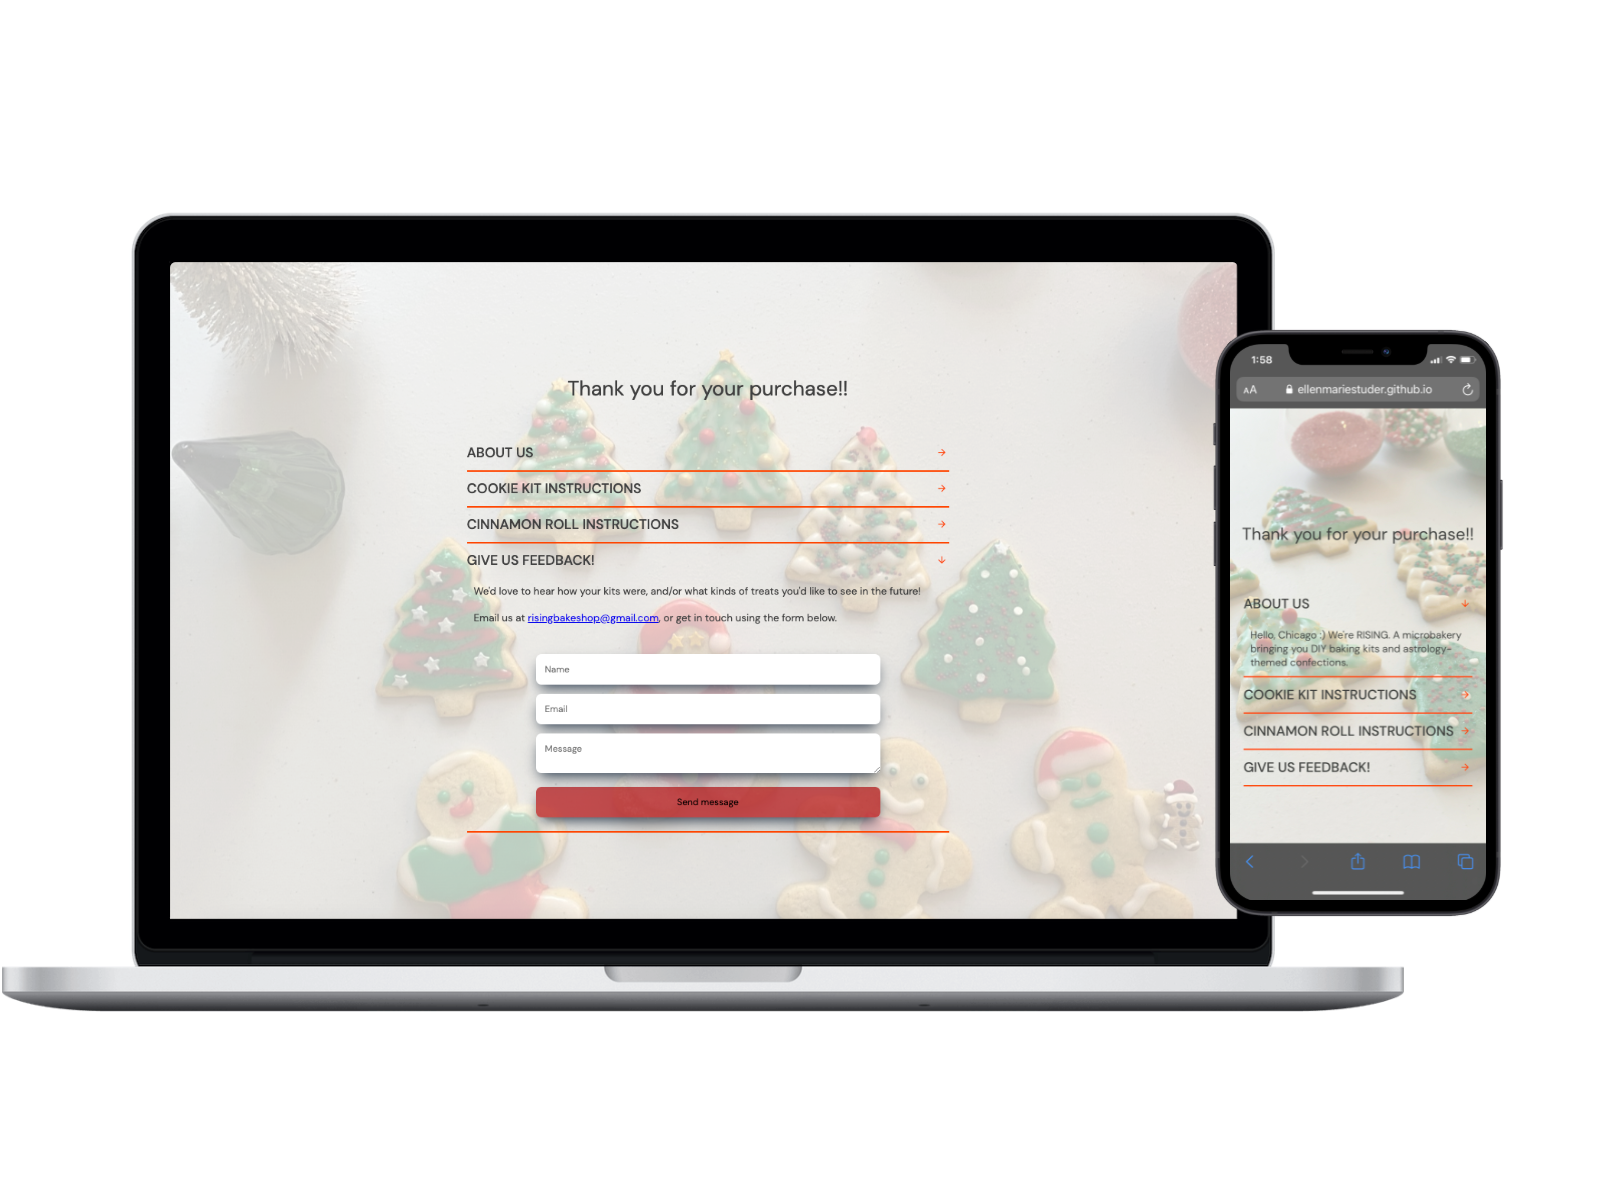 Thank you for your purchase!!
ABOUT US
COOKIE KIT INSTRUCTIONS
CINNAMON ROLL INSTRUCTIONS
GIVE US FEEDBACK!
We'd love to hear how your kits were, and/or what kinds of treats you'd like to see in the future!
Email us at risingbakeshop@gmail.com, or get in touch using the form below.
Name
Email
Message
Send message
1:58
AA ellenmariestuder.github.io
Thank you for your purchase!!
ABOUT US
Hello, Chicago :) We're RISING. A microbakery
bringing you DIY baking kits and astrology-
themed confections.
COOKIE KIT INSTRUCTIONS
CINNAMON ROLL INSTRUCTIONS
GIVE US FEEDBACK!